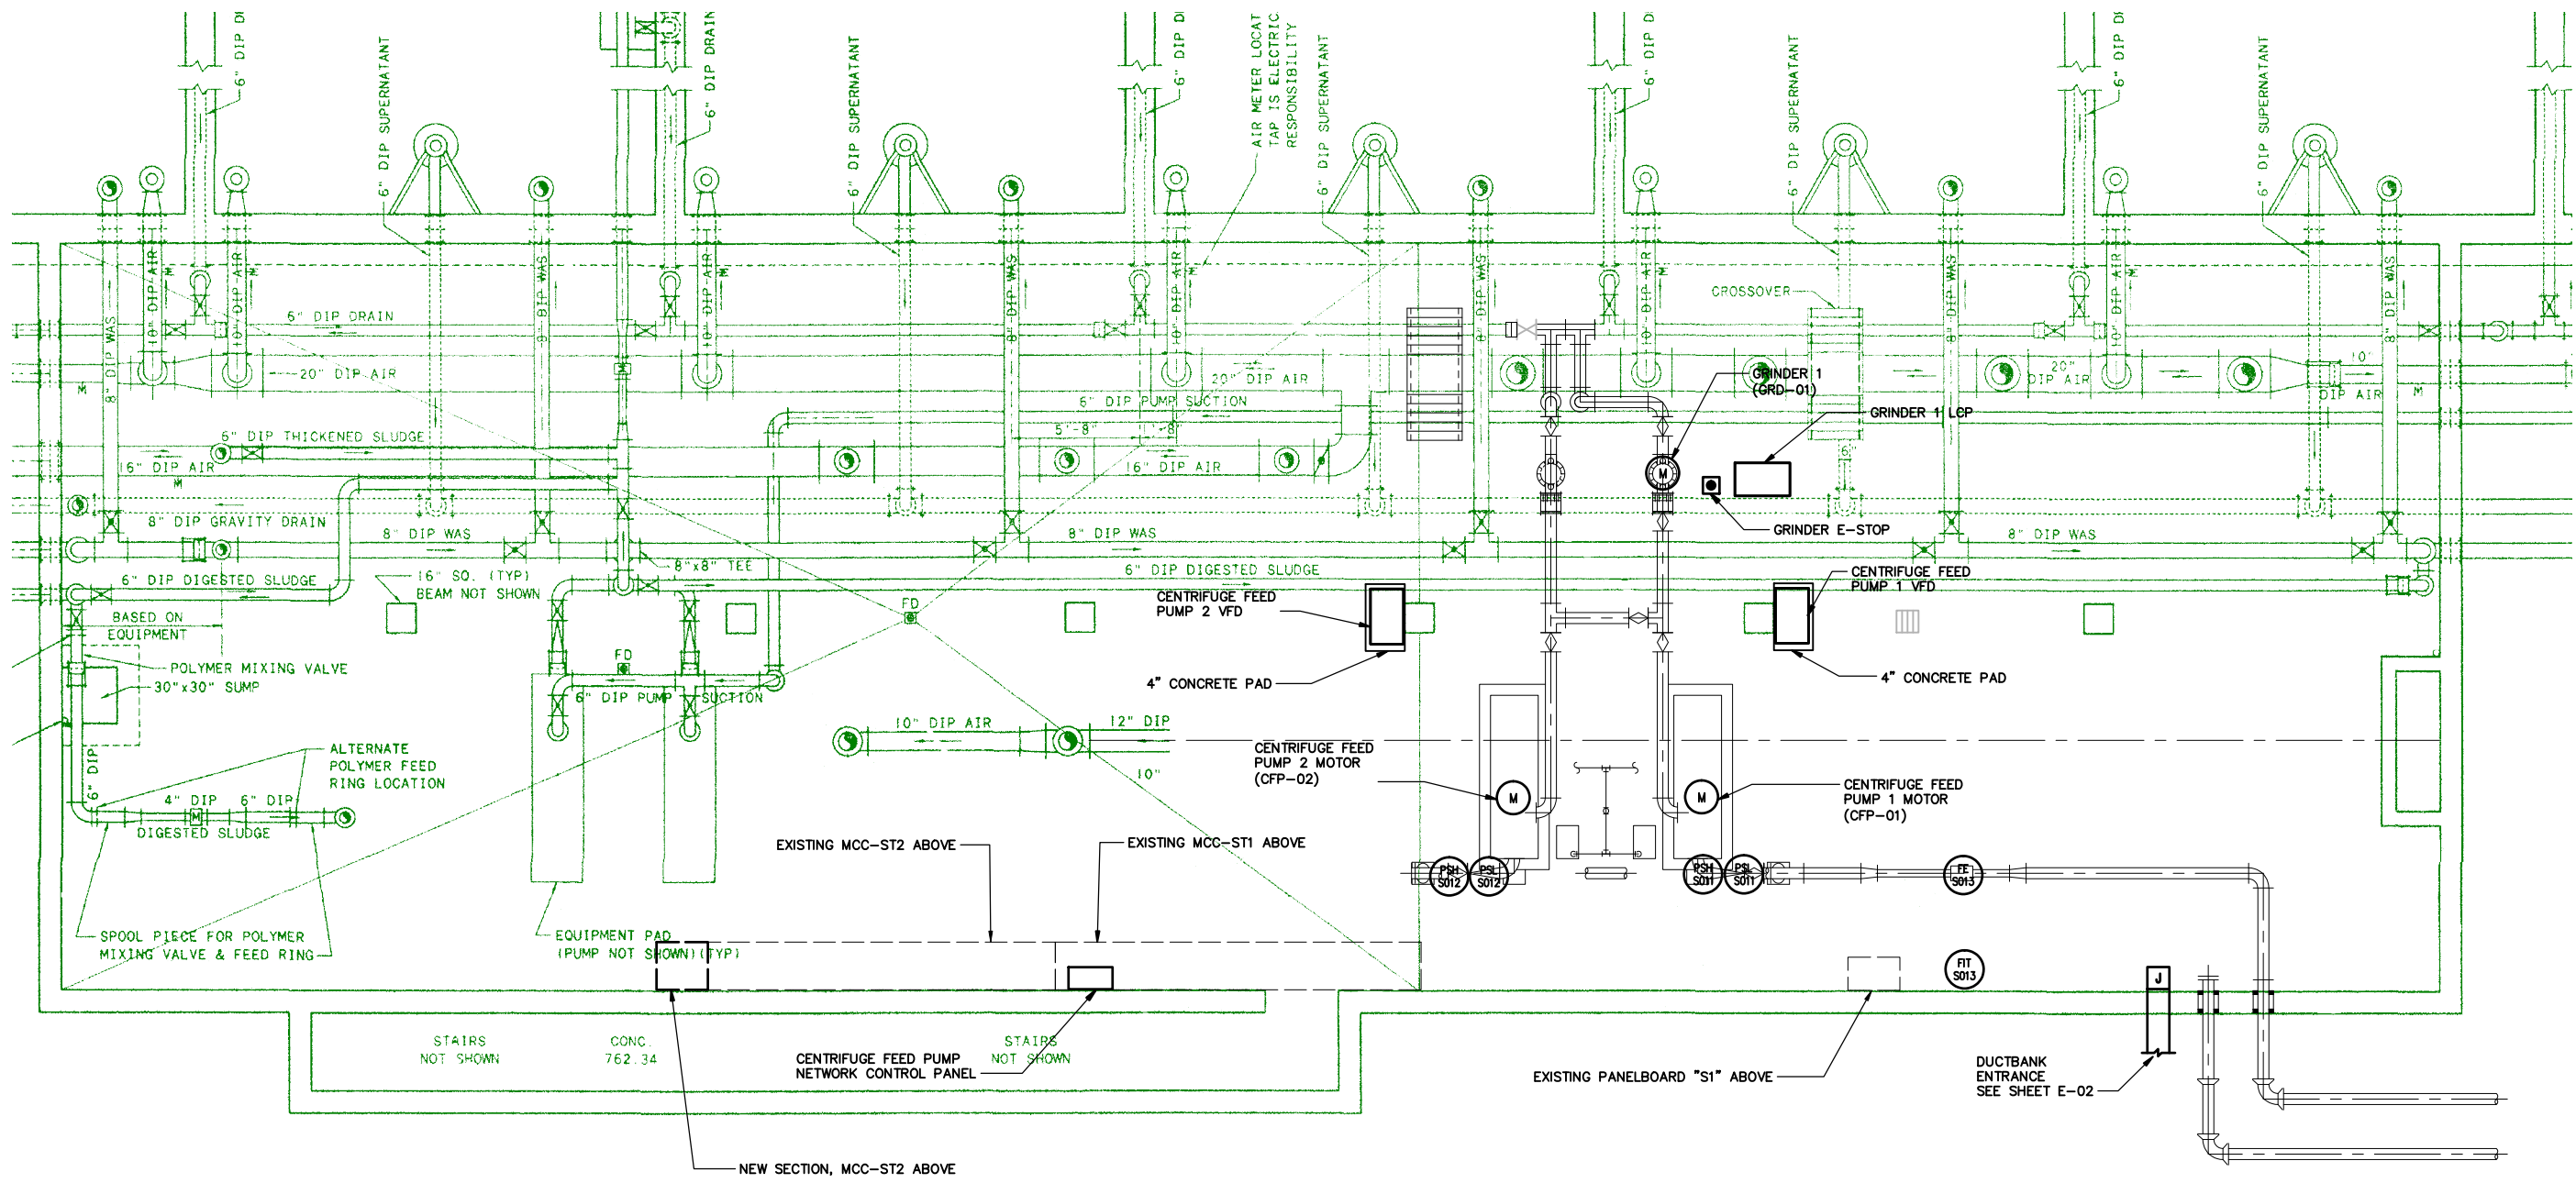 6" DIP SUPERNATANT
6" DIP DRAIN
6" DIP SUPERNATANT
AIR METER LOCAT
TAP IS ELECTRIC
RESPONSIBILITY
6" DIP SUPERNATANT
6" DIP SUPERNATANT
6" DIP SUPERNATANT
10" DIP AIR
M
10" DIP AIR
M
10" DIP AIR
M
8" DIP WAS
10" DIP AIR
M
8" DIP WAS
M
8" DIP WAS
10" DIP AIR
M
8" DIP WAS
8" DIP WAS
8" DIP WAS
CROSSOVER
6" DIP DRAIN
20" DIP AIR
M
20" DIP AIR
GRINDER 1
(GRD-01)
20"
DIP AIR
10"
DIP AIR
M
6" DIP PUMP SUCTION
GRINDER 1 LCP
5'-8"
6" DIP THICKENED SLUDGE
16" DIP AIR
M
16" DIP AIR
M
6"
8" DIP GRAVITY DRAIN
8" DIP WAS
8" DIP WAS
GRINDER E-STOP
8" DIP WAS
8"x8" TEE
6" DIP DIGESTED SLUDGE
6" DIP DIGESTED SLUDGE
16" SQ. (TYP)
BEAM NOT SHOWN
CENTRIFUGE FEED
PUMP 2 VFD
CENTRIFUGE FEED
PUMP 1 VFD
BASED ON
EQUIPMENT
FD
FD
POLYMER MIXING VALVE
30"x30" SUMP
6" DIP PUMP SUCTION
4" CONCRETE PAD
4" CONCRETE PAD
10" DIP AIR
12" DIP
10"
ALTERNATE
POLYMER FEED
RING LOCATION
6" DIP
4" DIP
6" DIP
M
DIGESTED SLUDGE
CENTRIFUGE FEED
PUMP 2 MOTOR
(CFP-02)
M
M
CENTRIFUGE FEED
PUMP 1 MOTOR
(CFP-01)
EXISTING MCC-ST2 ABOVE
EXISTING MCC-ST1 ABOVE
PSH
S012
PSL
S012
PSH
S011
PSL
S011
FE
S013
SPOOL PIECE FOR POLYMER
MIXING VALVE & FEED RING
EQUIPMENT PAD
(PUMP NOT SHOWN)(TYP)
FIT
S013
J
STAIRS
NOT SHOWN
CONC.
762.34
STAIRS
NOT SHOWN
CENTRIFUGE FEED PUMP
NETWORK CONTROL PANEL
EXISTING PANELBOARD "S1" ABOVE
DUCTBANK
ENTRANCE
SEE SHEET E-02
NEW SECTION, MCC-ST2 ABOVE